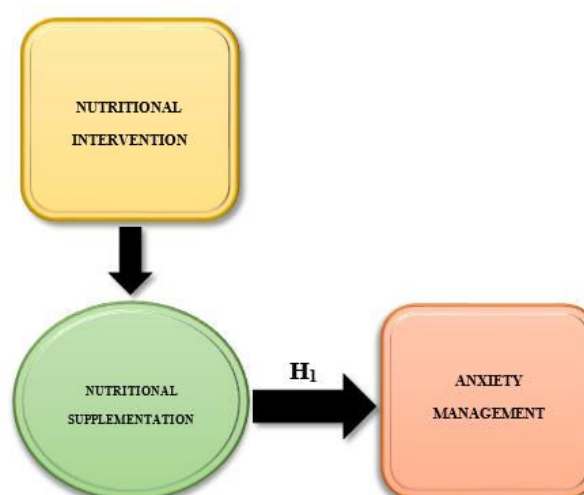 NUTRITIONAL
INTERVENTION
NUTRITIONAL
SUPPLEMENTATION
H₁
ANXIETY
MANAGEMENT